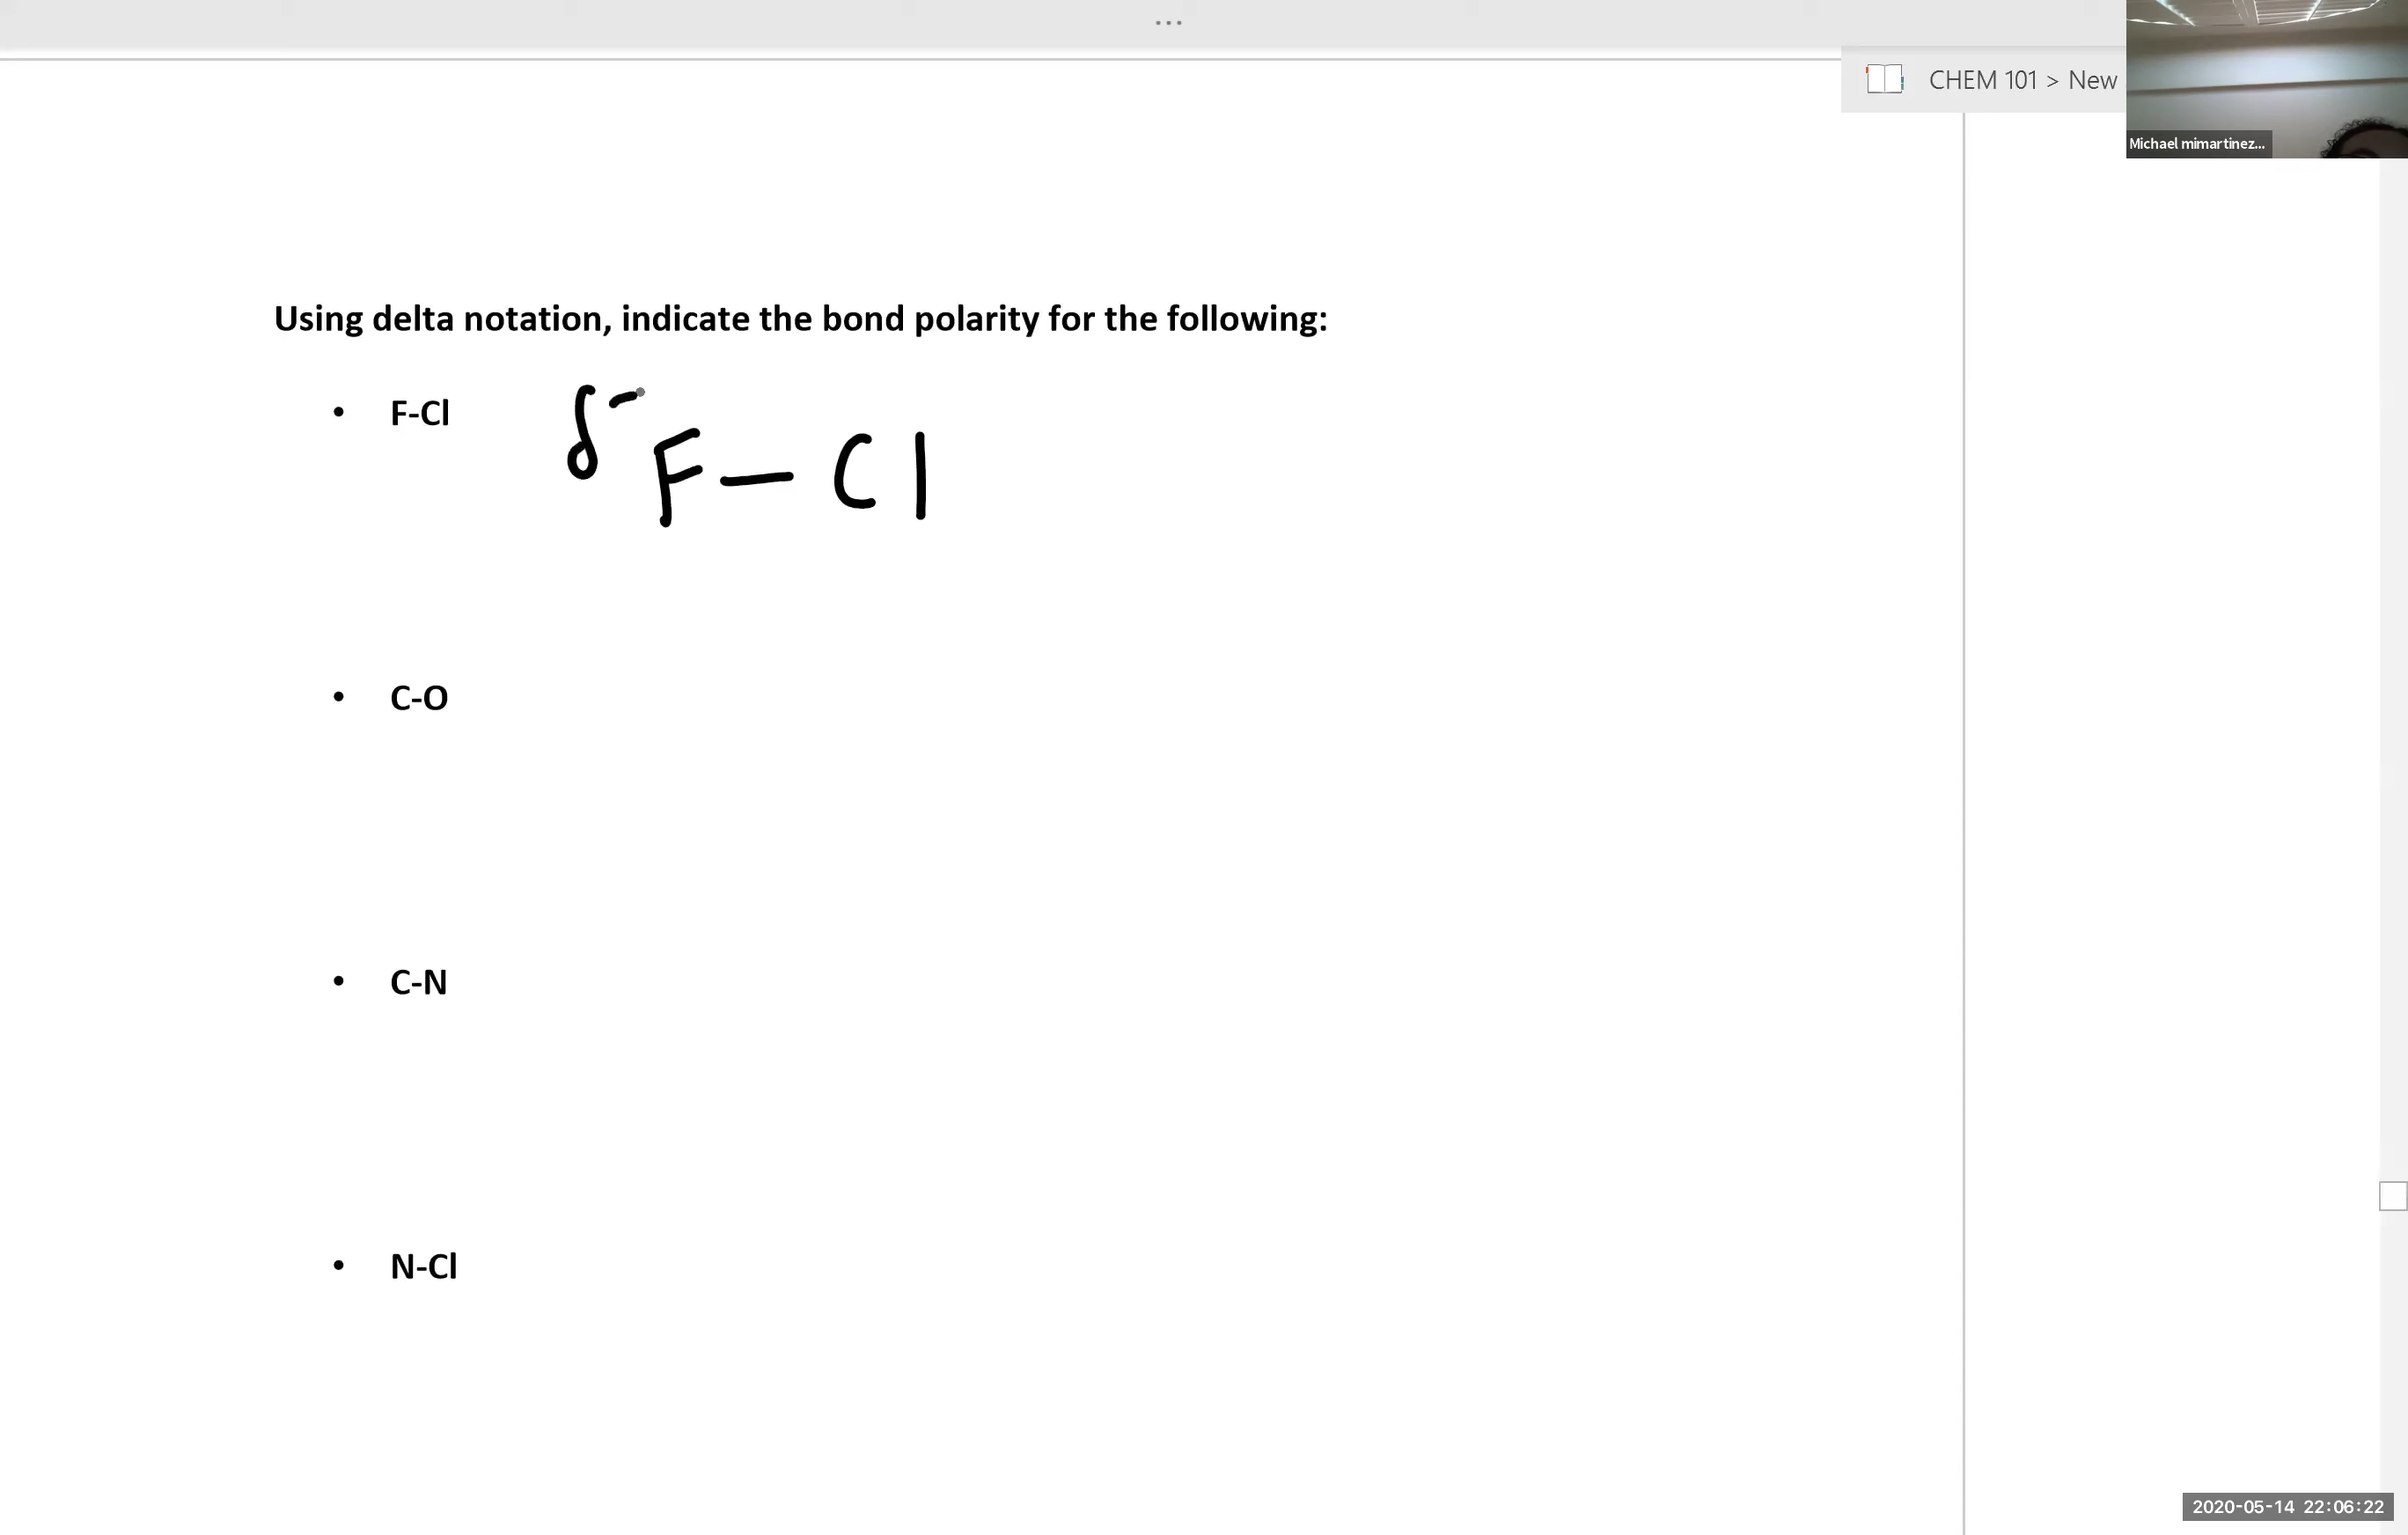 ...
CHEM 101 > New
Michael mimartinez...
Using delta notation, indicate the bond polarity for the following:
• F-Cl
δ⁻ F — Cl
• C-O
• C-N
• N-Cl
2020-05-14 22:06:22